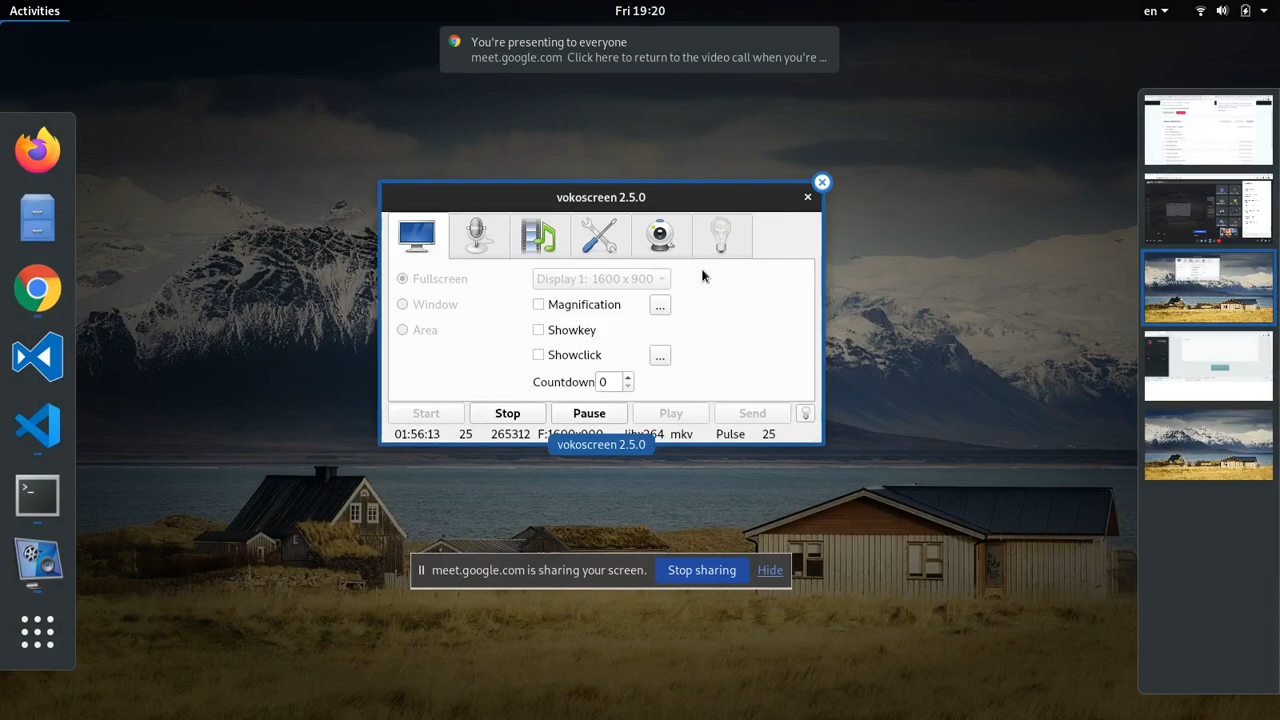 Activities
Fri 19:20
en
You're presenting to everyone
meet.google.com Click here to return to the video call when you're ...
vokoscreen 2.5.0
Fullscreen
Display 1: 1600 x 900
Window
Magnification
...
Area
Showkey
Showclick
...
Countdown 0
Start
Stop
Pause
Play
Send
01:56:13 25 265312 F:1600x900 libx264 mkv Pulse 25
vokoscreen 2.5.0
meet.google.com is sharing your screen.
Stop sharing
Hide